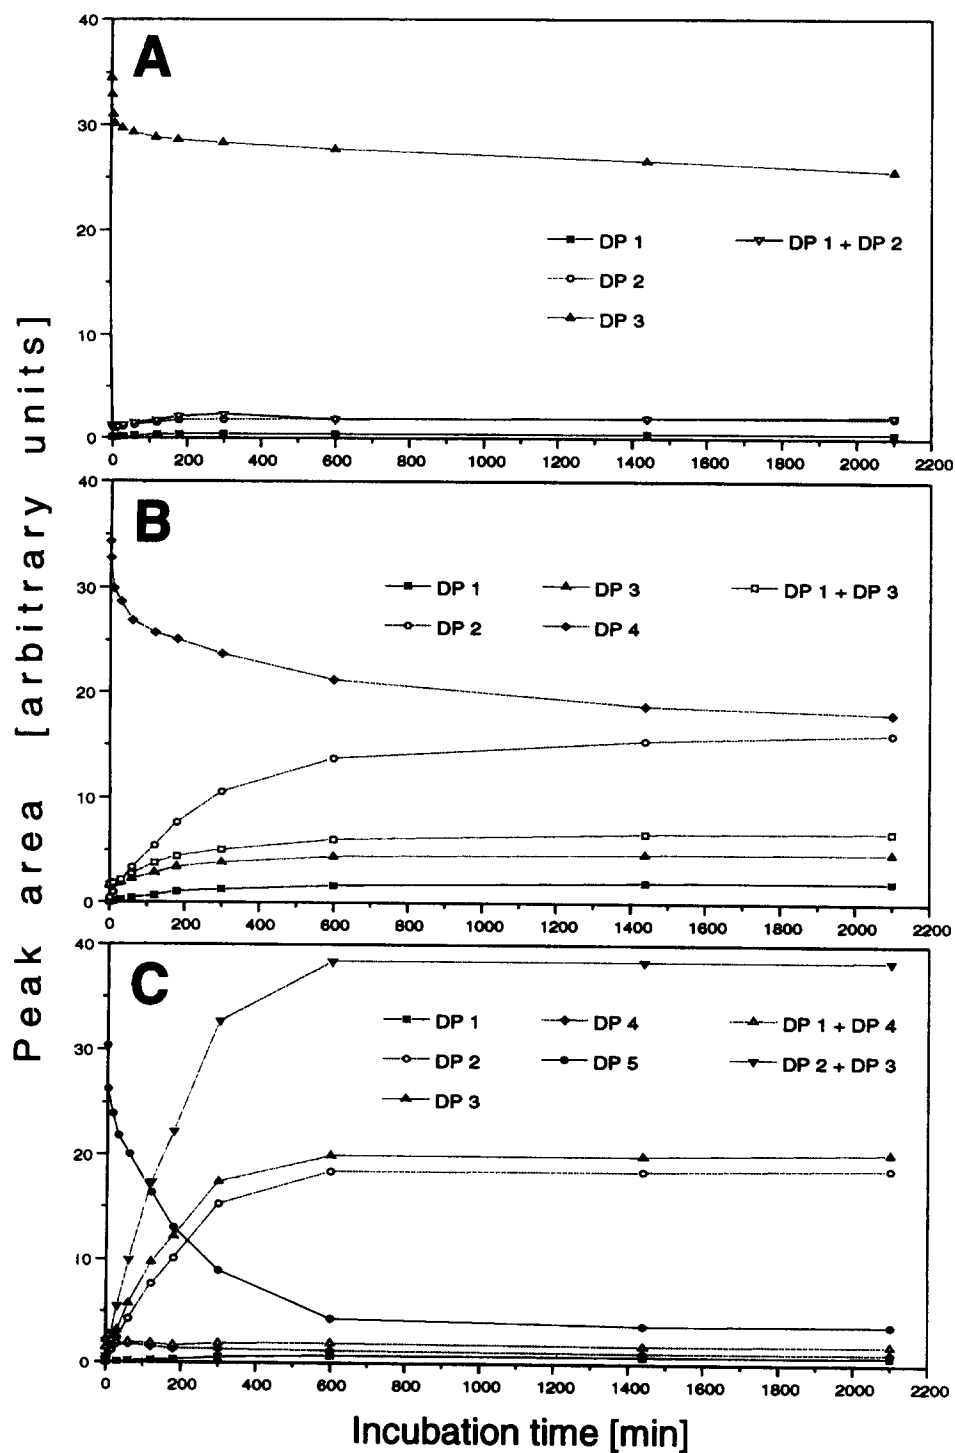 Peak area [arbitrary units]
A
40
30
20
10
0
DP 1
DP 1 + DP 2
DP 2
DP 3
0 200 400 600 800 1000 1200 1400 1600 1800 2000 2200
B
40
30
20
10
0
DP 1
DP 3
DP 1 + DP 3
DP 2
DP 4
0 200 400 600 800 1000 1200 1400 1600 1800 2000 2200
C
40
30
20
10
0
DP 1
DP 4
DP 1 + DP 4
DP 2
DP 5
DP 2 + DP 3
DP 3
0 200 400 600 800 1000 1200 1400 1600 1800 2000 2200
Incubation time [min]